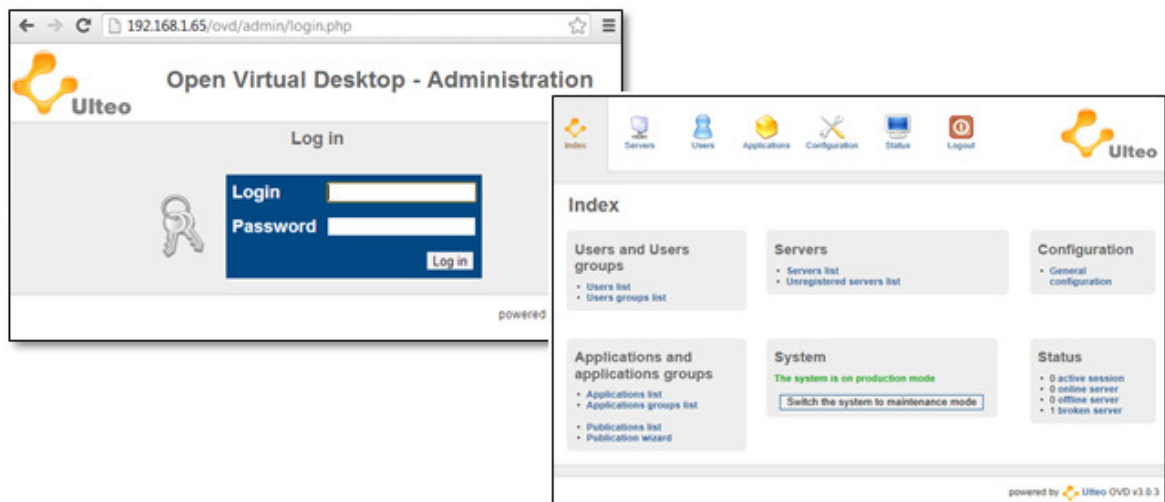 192.168.1.65/ovd/admin/login.php
Ulteo
Open Virtual Desktop - Administration
Log in
Login
Password
Log in
powered
Index
Servers
Users
Applications
Configuration
Status
Logout
Ulteo
Index
Users and Users
groups
• Users list
• Users groups list
Servers
• Servers list
• Unregistered servers list
Configuration
• General
configuration
Applications and
applications groups
• Applications list
• Applications groups list
• Publications list
• Publication wizard
System
The system is on production mode
Switch the system to maintenance mode
Status
• 0 active session
• 0 online server
• 0 offline server
• 1 broken server
powered by Ulteo OVD v3.0.3